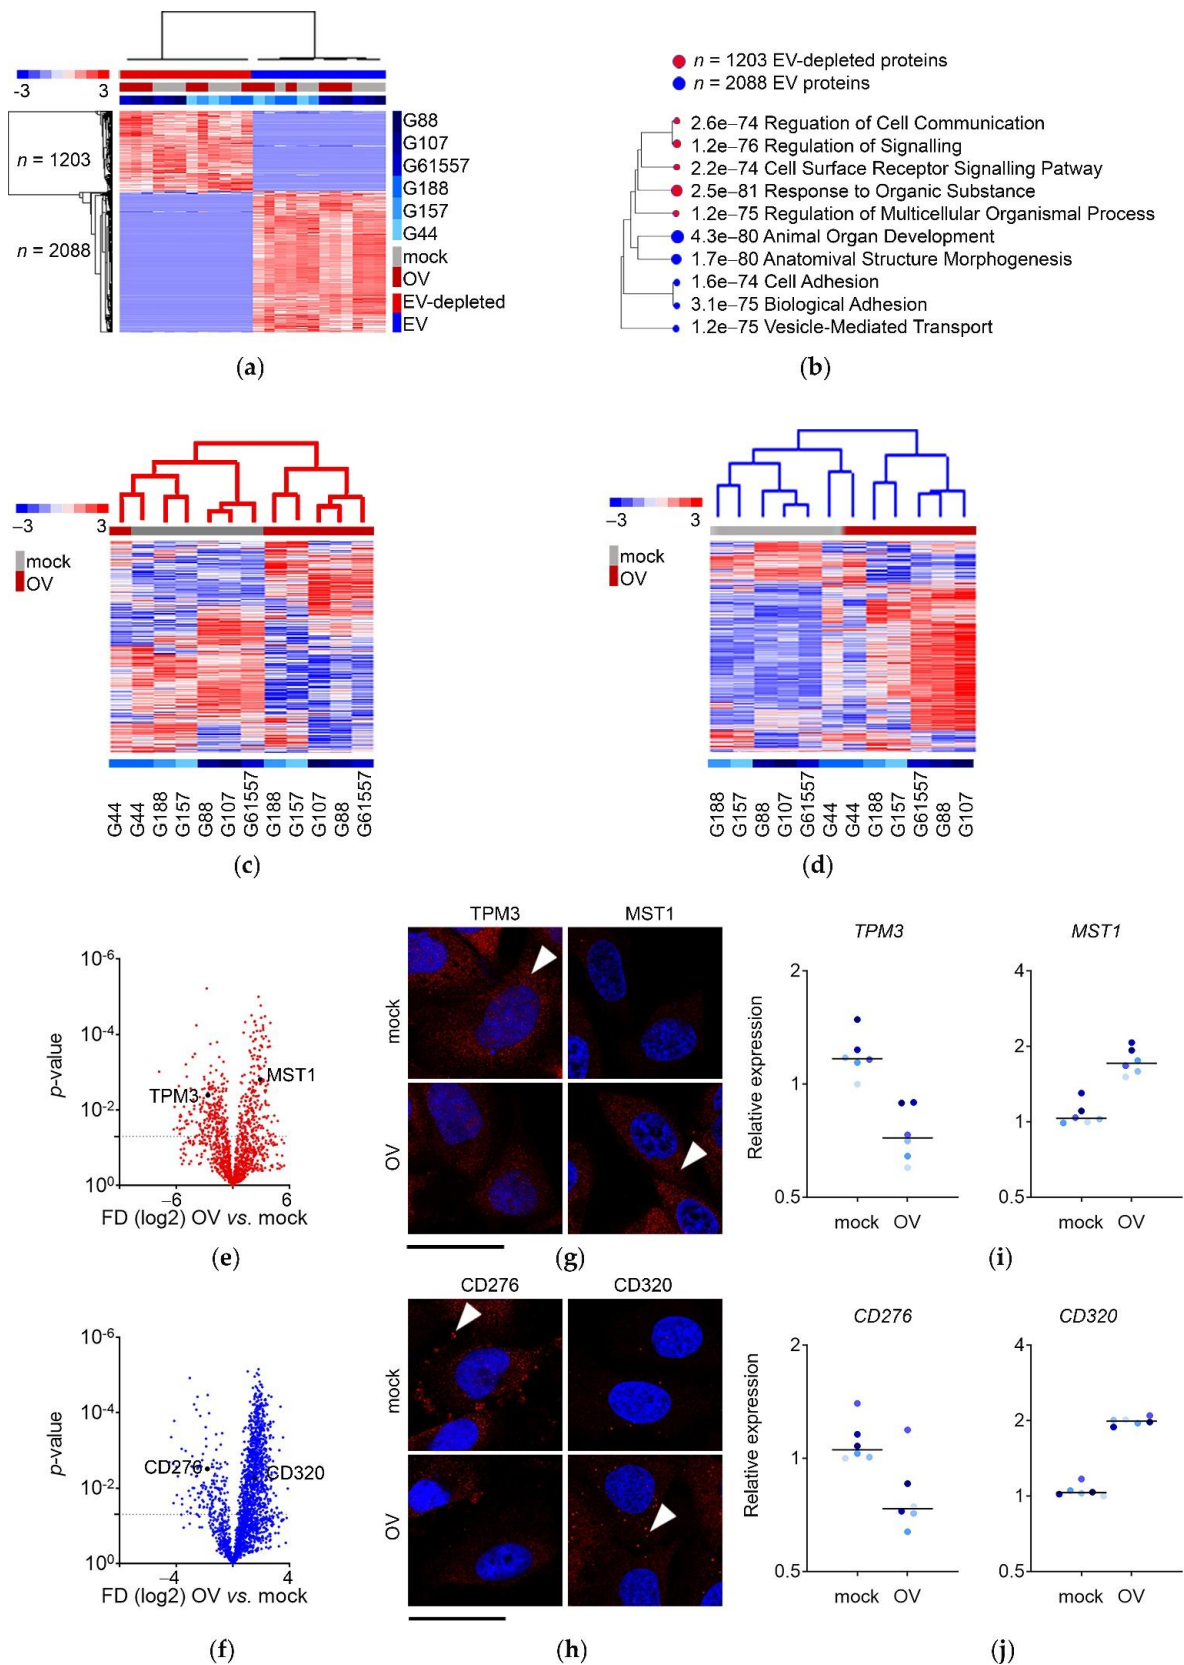 -3
3
n = 1203
n = 2088
G88
G107
G61557
G188
G157
G44
mock
OV
EV-depleted
EV
(a)
n = 1203 EV-depleted proteins
n = 2088 EV proteins
2.6e–74 Reguation of Cell Communication
1.2e–76 Regulation of Signalling
2.2e–74 Cell Surface Receptor Signalling Patway
2.5e–81 Response to Organic Substance
1.2e–75 Regulation of Multicellular Organismal Process
4.3e–80 Animal Organ Development
1.7e–80 Anatomival Structure Morphogenesis
1.6e–74 Cell Adhesion
3.1e–75 Biological Adhesion
1.2e–75 Vesicle-Mediated Transport
(b)
–3
3
mock
OV
G44
G44
G188
G157
G88
G107
G61557
G188
G157
G107
G88
G61557
(c)
–3
3
mock
OV
G188
G157
G88
G107
G61557
G44
G44
G188
G157
G61557
G88
G107
(d)
p-value
10-6
10-4
10-2
100
TPM3
MST1
–6
6
FD (log2) OV vs. mock
(e)
TPM3
MST1
mock
OV
(g)
Relative expression
TPM3
2
1
0.5
mock
OV
MST1
4
2
1
0.5
mock
OV
(i)
p-value
10-6
10-4
10-2
100
CD276
CD320
–4
4
FD (log2) OV vs. mock
(f)
CD276
CD320
mock
OV
(h)
Relative expression
CD276
2
1
0.5
mock
OV
CD320
4
2
1
0.5
mock
OV
(j)